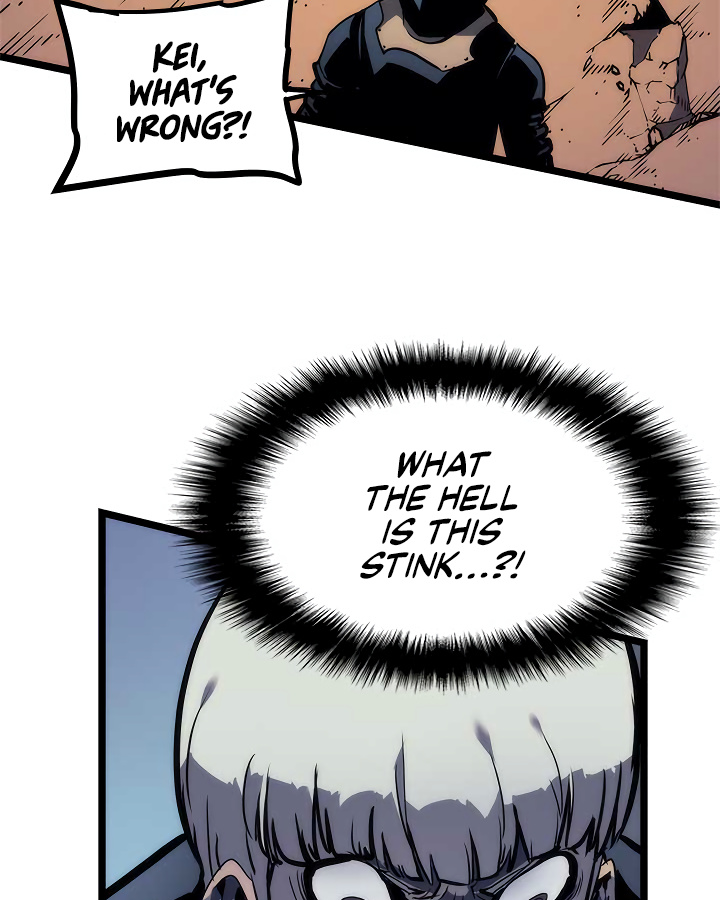 KEI,
WHAT'S
WRONG?!
WHAT
THE HELL
IS THIS
STINK...?!